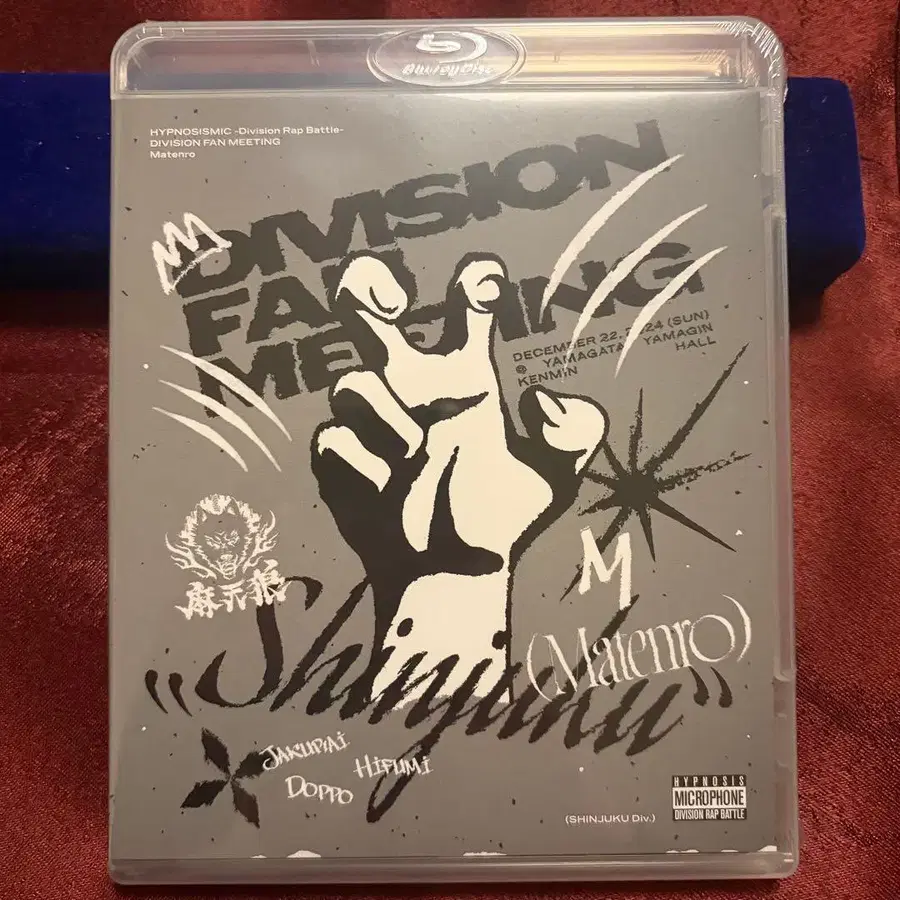 Blu-ray Disc
HYPNOSISMIC -Division Rap Battle-
DIVISION FAN MEETING
Matenro
DIVISION
FAN
MEETING
DECEMBER 22, 2024 (SUN)
@ YAMAGATA YAMAGIN
KENMIN HALL
麻天狼
M
"Shinjuku"
(Matenro)
JAKURAI
HIFUMI
DOPPO
(SHINJUKU Div.)
HYPNOSIS
MICROPHONE
DIVISION RAP BATTLE